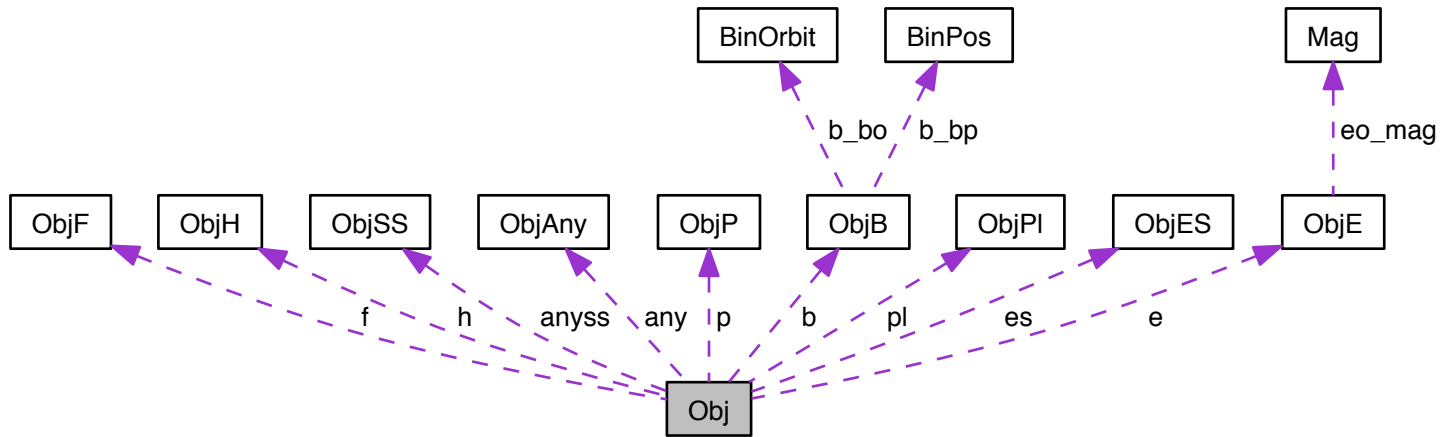 BinOrbit BinPos Mag
b_bo b_bp eo_mag
ObjF ObjH ObjSS ObjAny ObjP ObjB ObjPl ObjES ObjE
f h anyss any p b pl es e
Obj